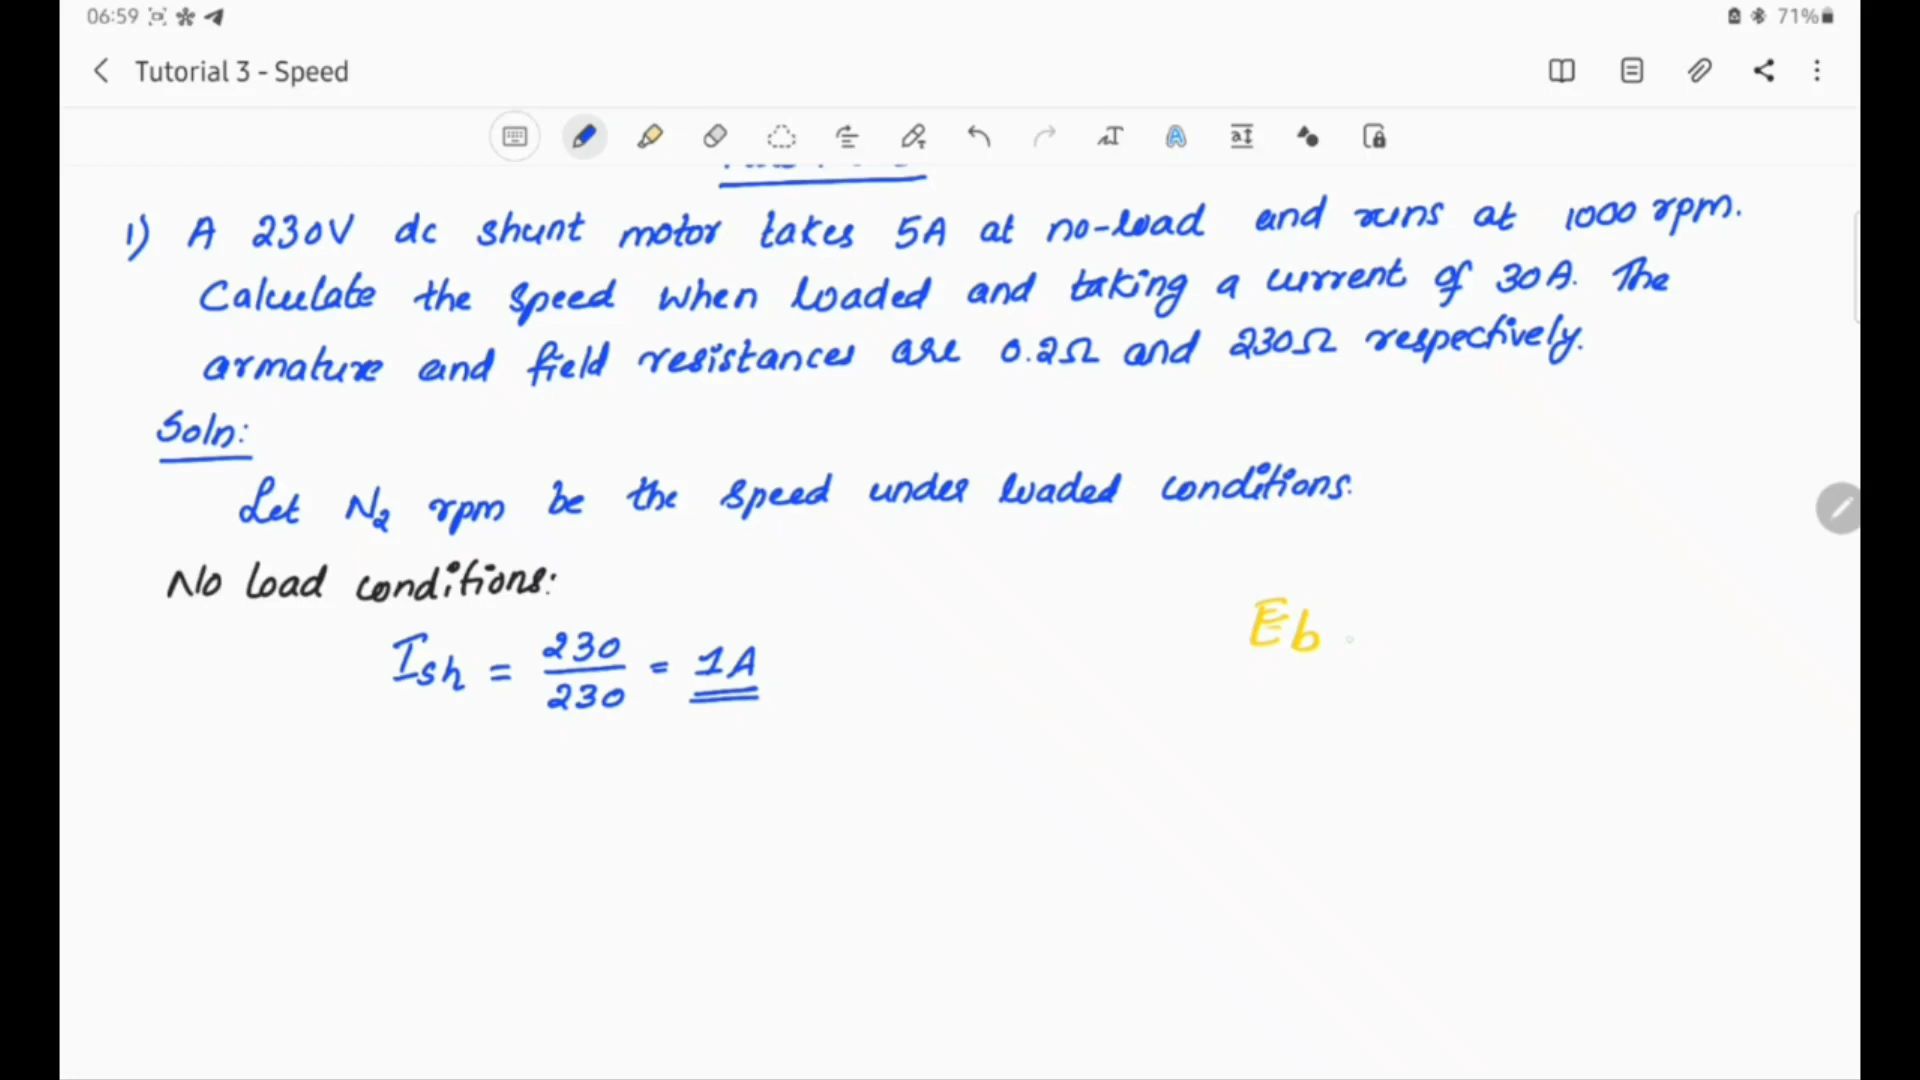 06:59
71%
Tutorial 3 - Speed
1) A 230V dc shunt motor takes 5A at no-load and runs at 1000 rpm.
Calculate the speed when loaded and taking a current of 30A. The
armature and field resistances are 0.2Ω and 230Ω respectively.
Soln:
Let N₂ rpm be the speed under loaded conditions.
No load conditions:
Ish = 230/230 = 1A
Eb